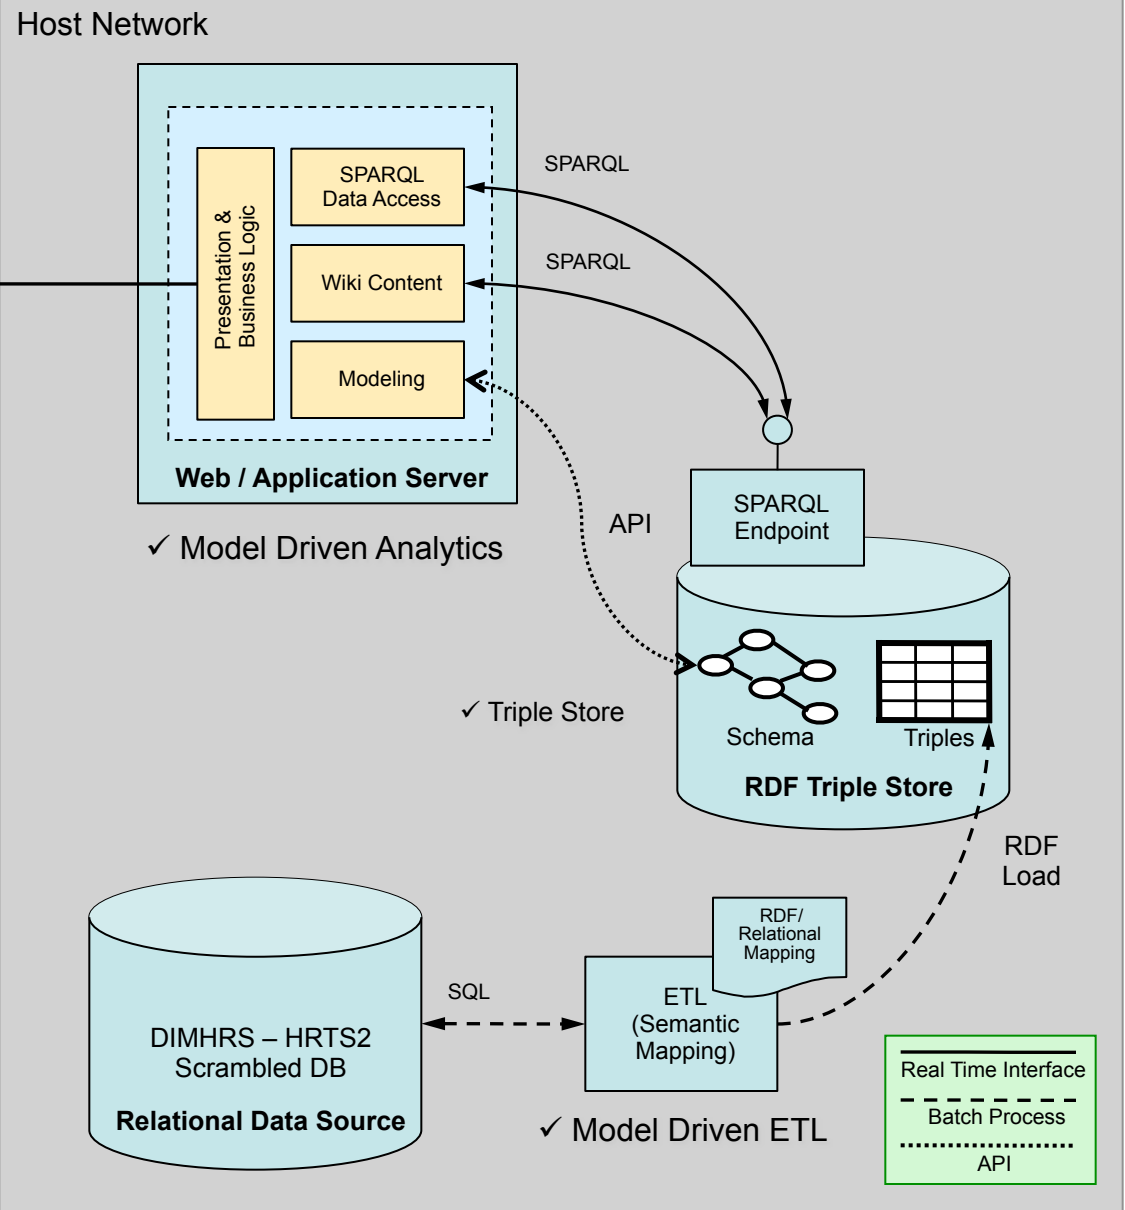 Host Network
SPARQL
Data Access
SPARQL
Presentation &
Business Logic
Wiki Content
SPARQL
Modeling
Web / Application Server
✓ Model Driven Analytics
API
SPARQL
Endpoint
✓ Triple Store
Schema
Triples
RDF Triple Store
RDF
Load
RDF/
Relational
Mapping
SQL
ETL
(Semantic
Mapping)
DIMHRS – HRTS2
Scrambled DB
Relational Data Source
✓ Model Driven ETL
Real Time Interface
Batch Process
API